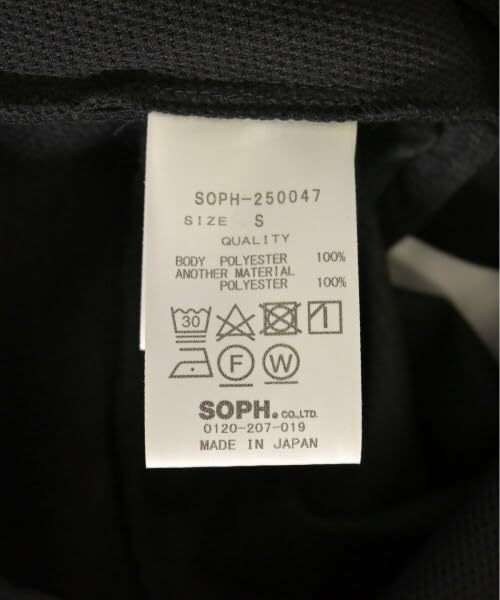 SOPH-250047
SIZE S
QUALITY
BODY POLYESTER 100%
ANOTHER MATERIAL
POLYESTER 100%
30
F W
SOPH. CO.,LTD.
0120-207-019
MADE IN JAPAN